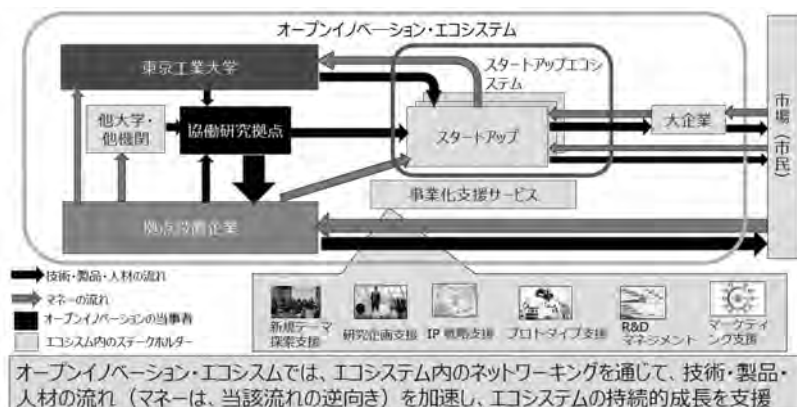 オープンイノベーション・エコシステム
東京工業大学
スタートアップエコシ
ステム
他大学・
他機関
協働研究拠点
スタートアップ
大企業
市場（市民）
事業化支援サービス
拠点設置企業
技術・製品・人材の流れ
マネーの流れ
オープンイノベーションの当事者
エコシスム内のステークホルダー
新規テーマ
探索支援
研究企画支援
IP 戦略支援
プロトタイプ支援
R&D
マネジメント
マーケティ
ング支援
オープンイノベーション・エコシスムでは、エコシステム内のネットワーキングを通じて、技術・製品・
人材の流れ（マネーは、当該流れの逆向き）を加速し、エコシステムの持続的成長を支援